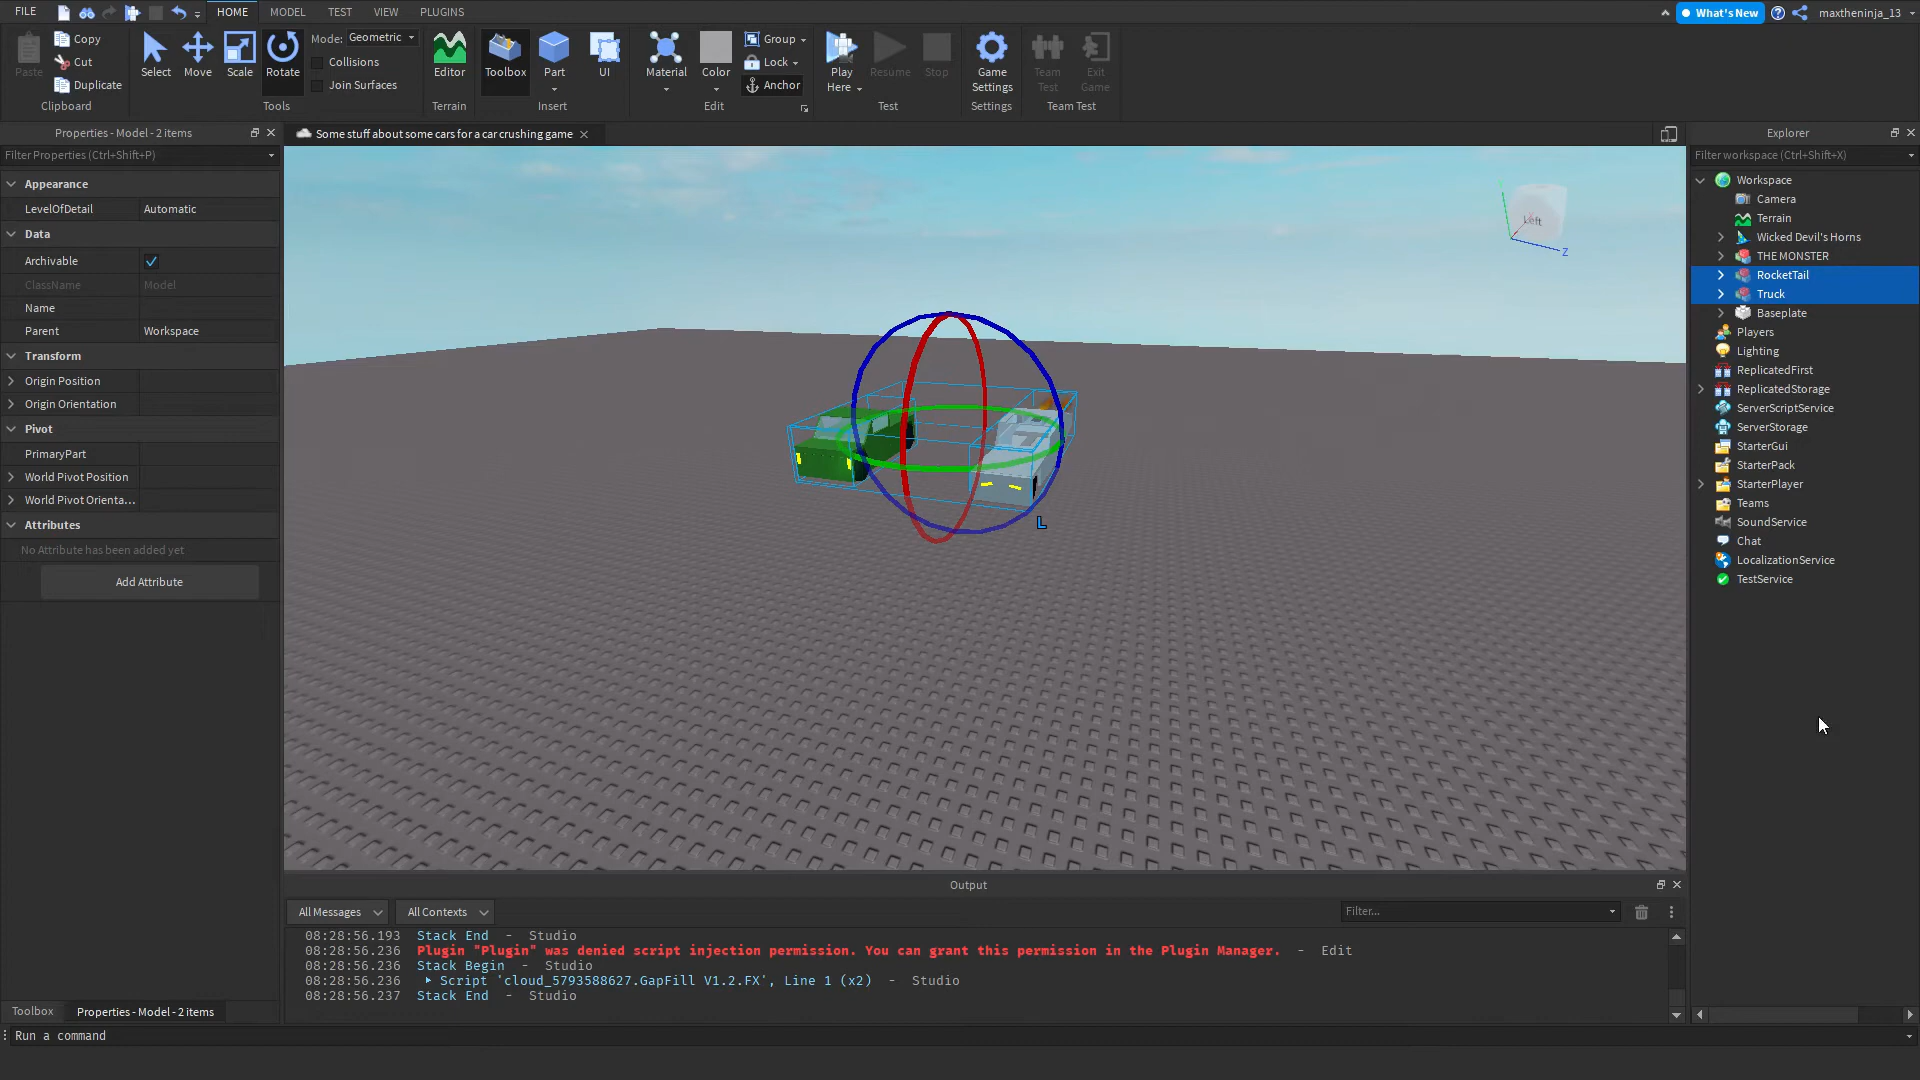 FILE
HOME
MODEL
TEST
VIEW
PLUGINS
What's New
maxtheninja_13
Paste
Copy
Cut
Duplicate
Clipboard
Select
Move
Scale
Rotate
Mode: Geometric
Collisions
Join Surfaces
Tools
Editor
Terrain
Toolbox
Part
UI
Insert
Material
Color
Group
Lock
Anchor
Edit
Play
Here
Resume
Stop
Test
Game
Settings
Settings
Team
Test
Exit
Game
Team Test
Properties - Model - 2 items
Filter Properties (Ctrl+Shift+P)
Appearance
LevelOfDetail Automatic
Data
Archivable
ClassName Model
Name
Parent Workspace
Transform
Origin Position
Origin Orientation
Pivot
PrimaryPart
World Pivot Position
World Pivot Orienta...
Attributes
No Attribute has been added yet
Add Attribute
Toolbox
Properties - Model - 2 items
Some stuff about some cars for a car crushing game
Y
Left
Z
L
Explorer
Filter workspace (Ctrl+Shift+X)
Workspace
Camera
Terrain
Wicked Devil's Horns
THE MONSTER
RocketTail
Truck
Baseplate
Players
Lighting
ReplicatedFirst
ReplicatedStorage
ServerScriptService
ServerStorage
StarterGui
StarterPack
StarterPlayer
Teams
SoundService
Chat
LocalizationService
TestService
Output
All Messages
All Contexts
Filter...
08:28:56.193 Stack End - Studio
08:28:56.236 Plugin "Plugin" was denied script injection permission. You can grant this permission in the Plugin Manager. - Edit
08:28:56.236 Stack Begin - Studio
08:28:56.236 Script 'cloud_5793588627.GapFill V1.2.FX', Line 1 (x2) - Studio
08:28:56.237 Stack End - Studio
Run a command